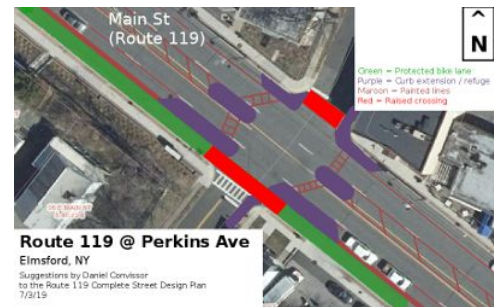 Main St
(Route 119)
^
N
Green = Protected bike lane
Purple = Curb extension / refuge
Maroon = Painted lines
Red = Raised crossing
Route 119 @ Perkins Ave
Elmsford, NY
Suggestions by Daniel Convissor
to the Route 119 Complete Street Design Plan
7/3/19